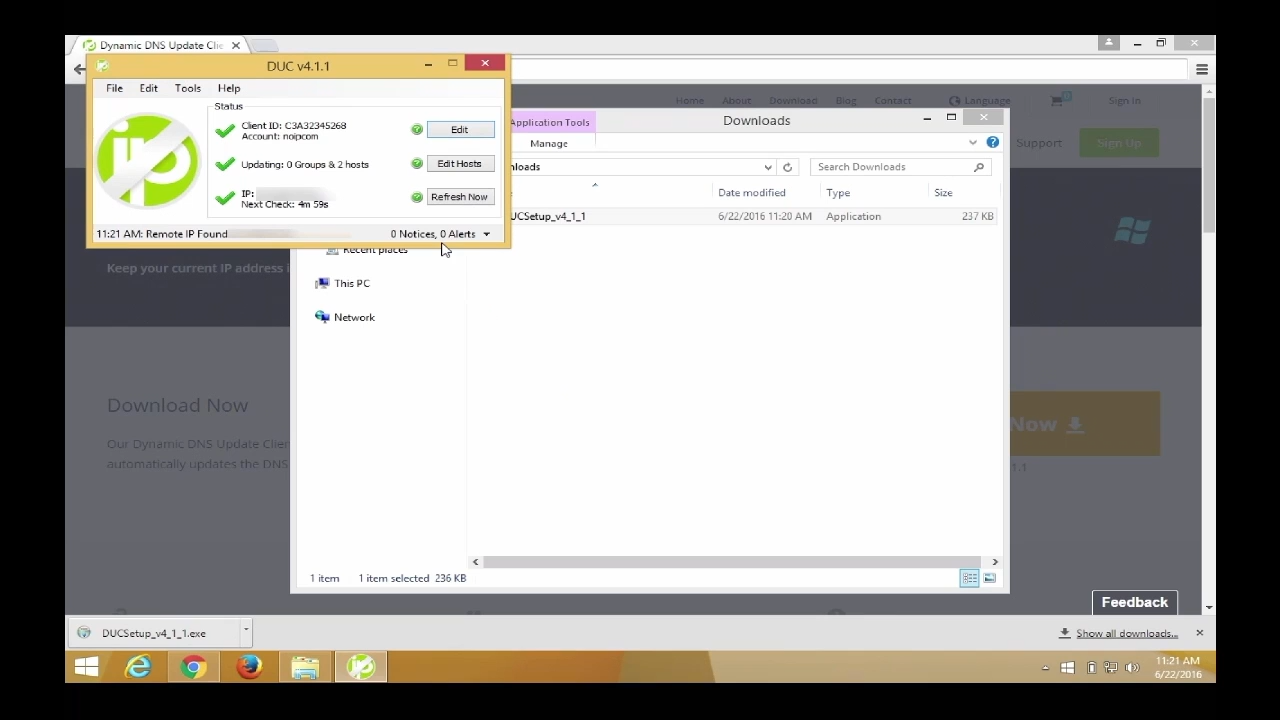 Dynamic DNS Update Clie
DUC v4.1.1
File Edit Tools Help
Status
Client ID: C3A32345268
Account: noipcom
Edit
Updating: 0 Groups & 2 hosts
Edit Hosts
IP:
Next Check: 4m 59s
Refresh Now
11:21 AM: Remote IP Found
0 Notices, 0 Alerts
Home About Download Blog Contact Language Sign In
Support Sign Up
Application Tools
Downloads
Manage
nloads
Search Downloads
Date modified Type Size
UCSetup_v4_1_1 6/22/2016 11:20 AM Application 237 KB
Recent places
This PC
Network
Keep your current IP address i
Download Now
Our Dynamic DNS Update Clien
automatically updates the DNS
Now
1.1
1 item 1 item selected 236 KB
Feedback
DUCSetup_v4_1_1.exe
Show all downloads...
11:21 AM
6/22/2016